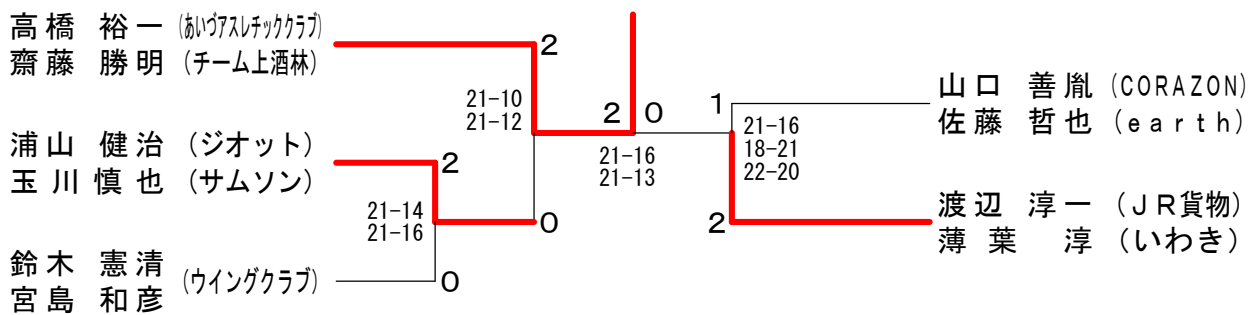 高橋 裕一 (あいづアスレチッククラブ)
齋藤 勝明 (チーム上酒林)
2
21-10
21-12
浦山 健治 (ジオット)
玉川慎也 (サムソン)
2
21-14
21-16
0
鈴木 憲清
宮島 和彦
(ウイングクラブ)
0
2 0
21-16
21-13
1
山口 善胤 (CORAZON)
佐藤 哲也 (earth)
21-16
18-21
22-20
2
渡辺 淳一 (JR貨物)
薄葉 淳 (いわき)